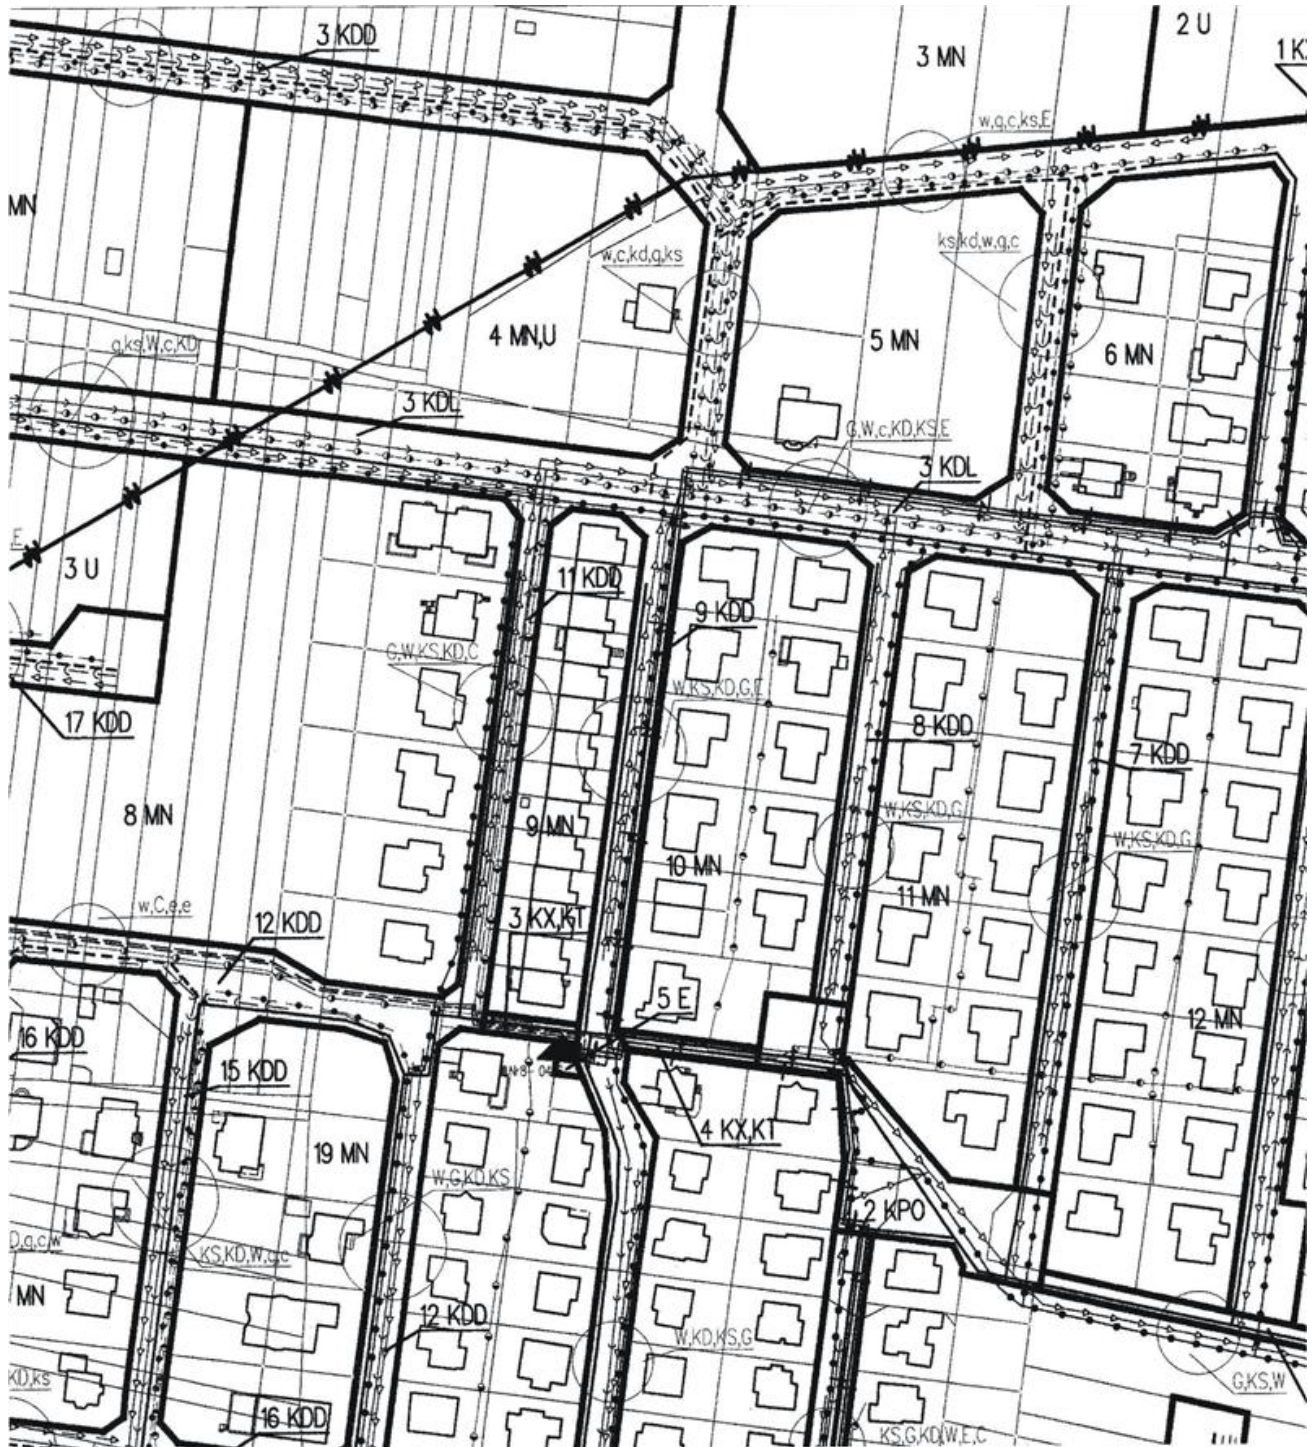 3 KDD
2 U
3 MN
1 K
w,g,c,ks,E
MN
w,c,kd,g,ks
ks,kd,w,g,c
4 MN,U
5 MN
6 MN
g,ks,W,c,KD
3 KDL
G,W,c,KD,KS,E
3 KDL
E
3 U
11 KDD
9 KDD
G,W,KS,KD,C
W,KS,KD,G,E
17 KDD
8 KDD
7 KDD
8 MN
9 MN
W,KS,KD,G
W,KS,KD,G
10 MN
11 MN
w,C,e,e
12 KDD
3 KX,KT
5 E
12 MN
16 KDD
15 KDD
4 KX,KT
19 MN
W,G,KD,KS
2 KPO
D,g,c,w
KS,KD,W,g,c
MN
12 KDD
W,KD,KS,G
KD,ks
G,KS,W
16 KDD
KS,G,KD,W,E,C